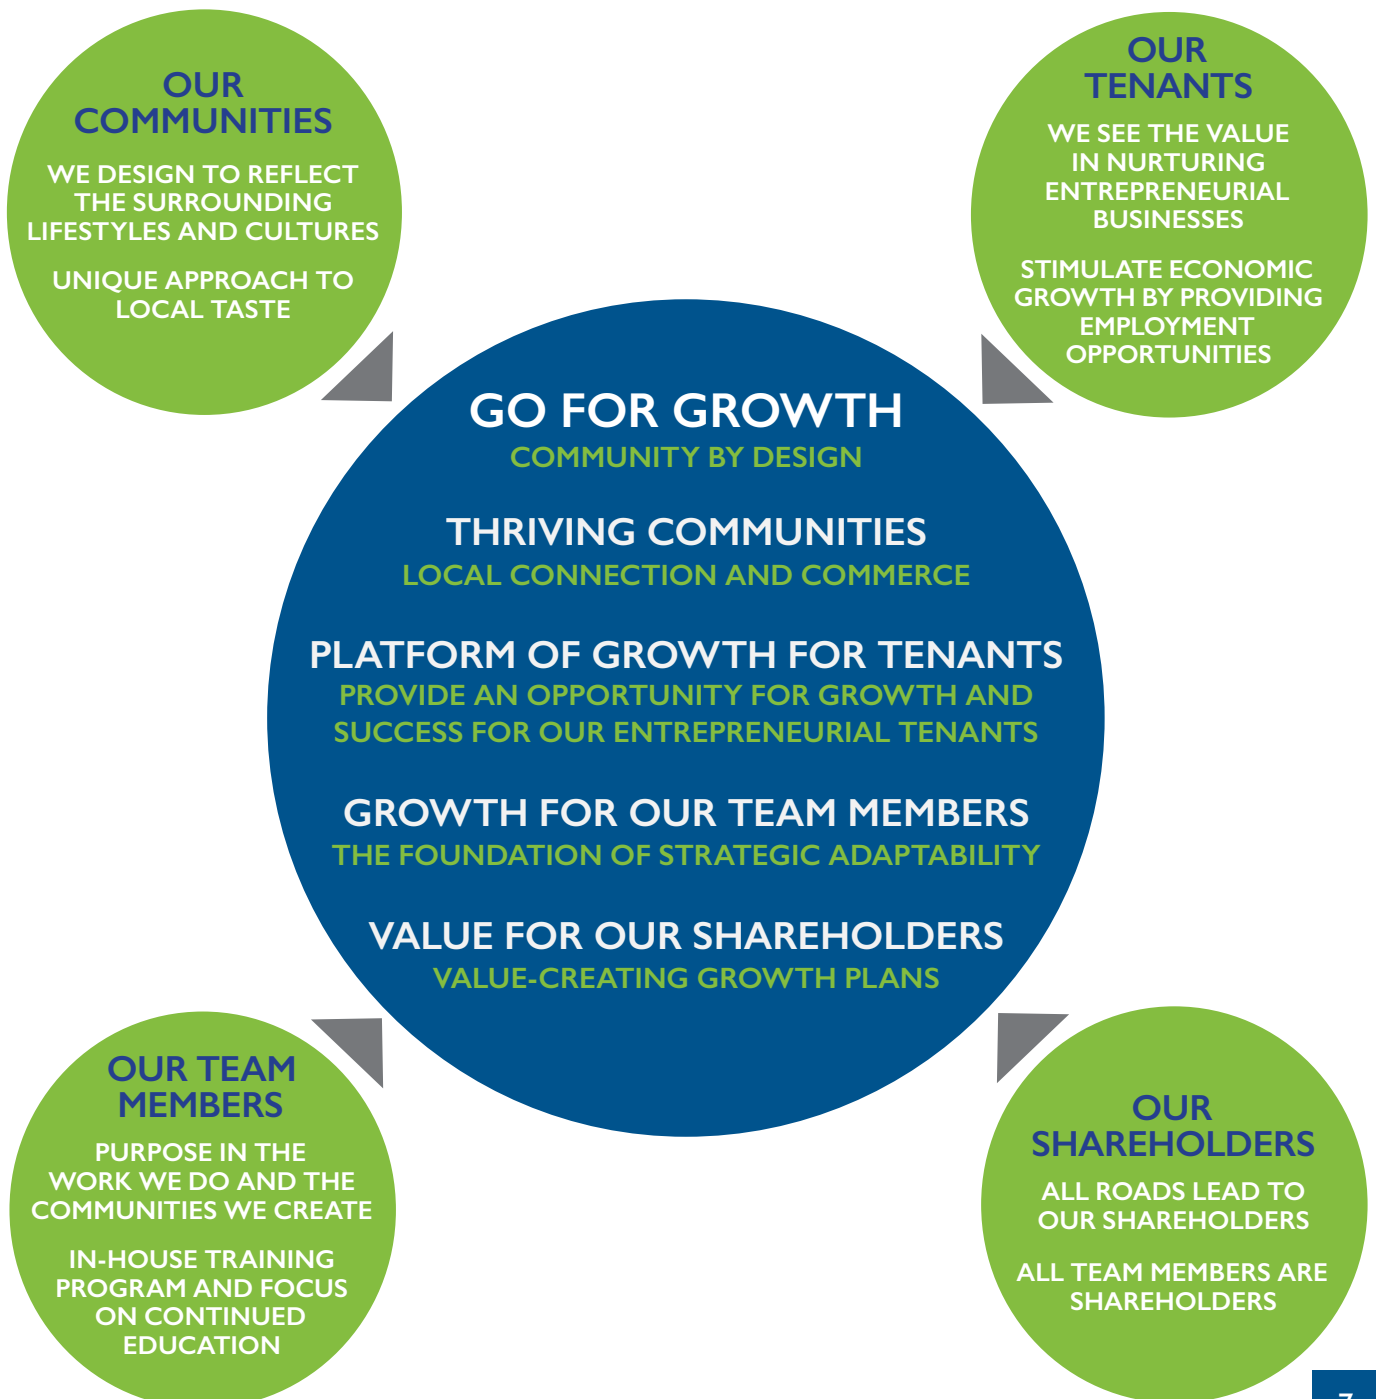 OUR
COMMUNITIES
WE DESIGN TO REFLECT
THE SURROUNDING
LIFESTYLES AND CULTURES
UNIQUE APPROACH TO
LOCAL TASTE
OUR
TENANTS
WE SEE THE VALUE
IN NURTURING
ENTREPRENEURIAL
BUSINESSES
STIMULATE ECONOMIC
GROWTH BY PROVIDING
EMPLOYMENT
OPPORTUNITIES
GO FOR GROWTH
COMMUNITY BY DESIGN
THRIVING COMMUNITIES
LOCAL CONNECTION AND COMMERCE
PLATFORM OF GROWTH FOR TENANTS
PROVIDE AN OPPORTUNITY FOR GROWTH AND
SUCCESS FOR OUR ENTREPRENEURIAL TENANTS
GROWTH FOR OUR TEAM MEMBERS
THE FOUNDATION OF STRATEGIC ADAPTABILITY
VALUE FOR OUR SHAREHOLDERS
VALUE-CREATING GROWTH PLANS
OUR TEAM
MEMBERS
PURPOSE IN THE
WORK WE DO AND THE
COMMUNITIES WE CREATE
IN-HOUSE TRAINING
PROGRAM AND FOCUS
ON CONTINUED
EDUCATION
OUR
SHAREHOLDERS
ALL ROADS LEAD TO
OUR SHAREHOLDERS
ALL TEAM MEMBERS ARE
SHAREHOLDERS